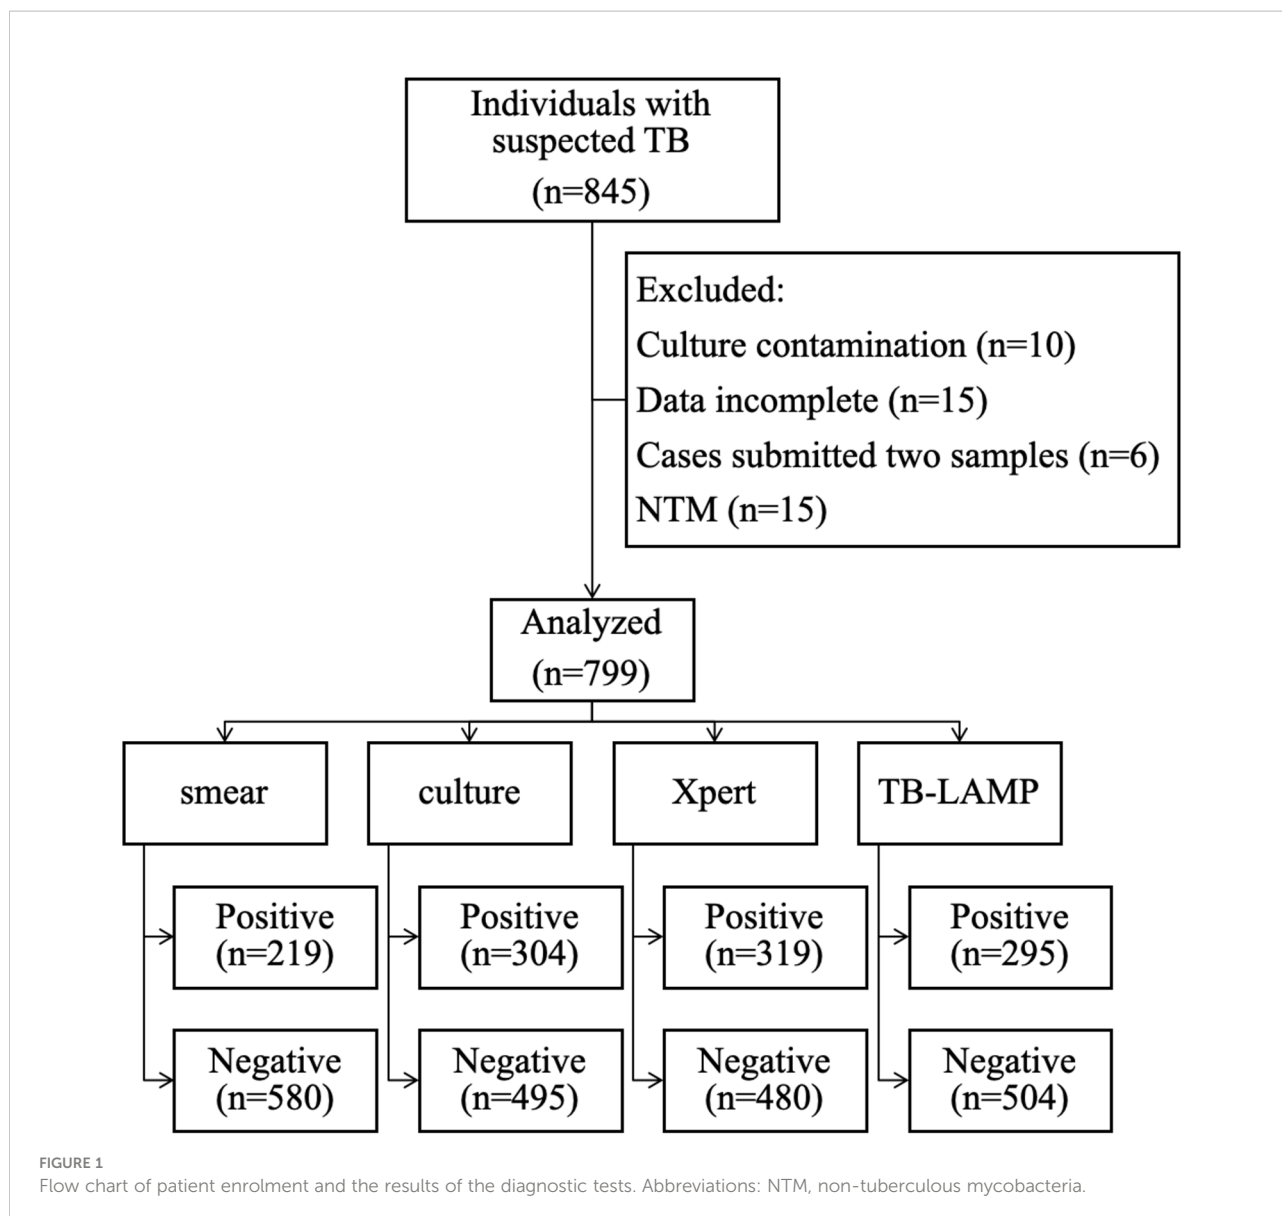 Individuals with
suspected TB
(n=845)
Excluded:
Culture contamination (n=10)
Data incomplete (n=15)
Cases submitted two samples (n=6)
NTM (n=15)
Analyzed
(n=799)
smear
culture
Xpert
TB-LAMP
Positive
(n=219)
Positive
(n=304)
Positive
(n=319)
Positive
(n=295)
Negative
(n=580)
Negative
(n=495)
Negative
(n=480)
Negative
(n=504)
FIGURE 1
Flow chart of patient enrolment and the results of the diagnostic tests. Abbreviations: NTM, non-tuberculous mycobacteria.